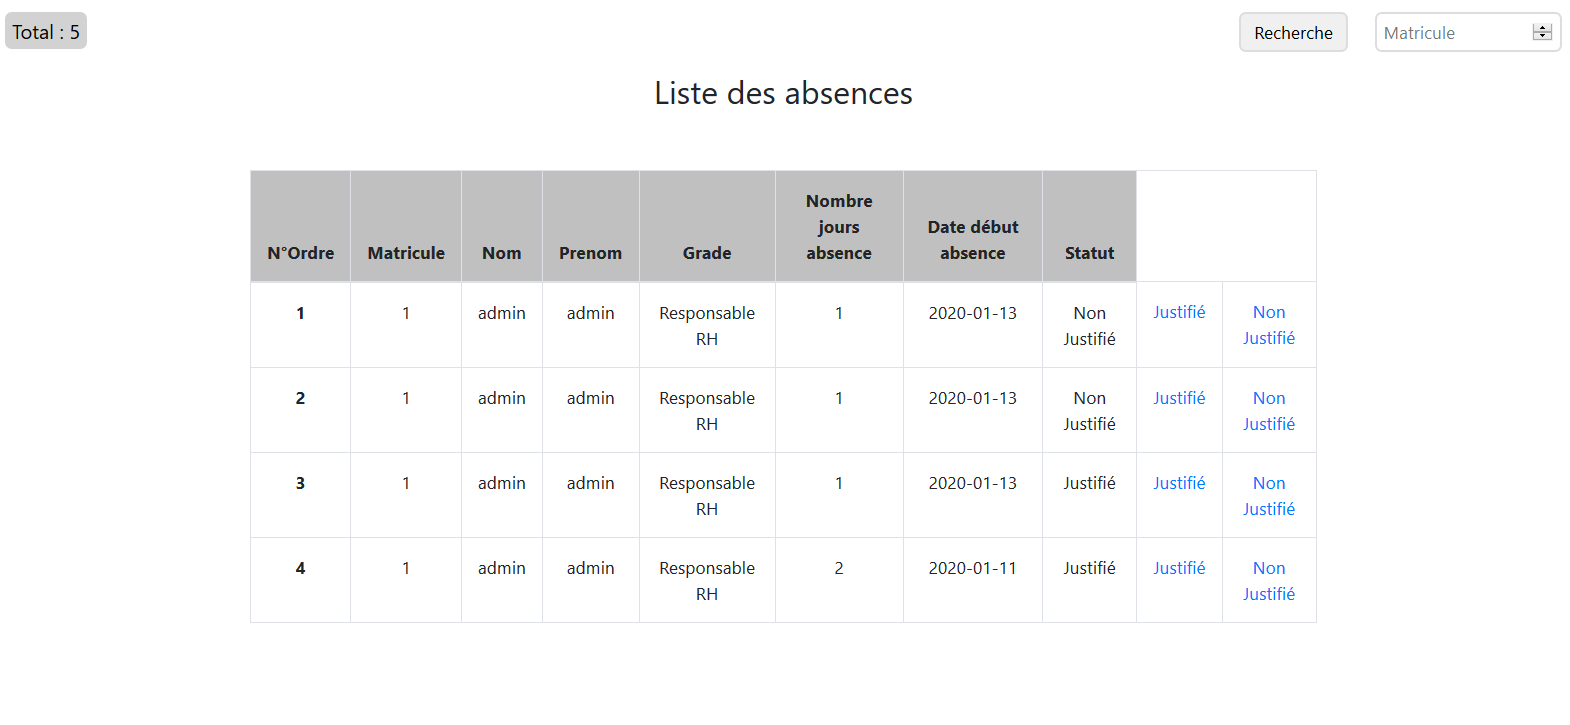 Total : 5
Recherche
Matricule
Liste des absences
N°Ordre Matricule Nom Prenom Grade Nombre jours absence Date début absence Statut
1 1 admin admin Responsable RH 1 2020-01-13 Non Justifié Justifié Non Justifié
2 1 admin admin Responsable RH 1 2020-01-13 Non Justifié Justifié Non Justifié
3 1 admin admin Responsable RH 1 2020-01-13 Justifié Justifié Non Justifié
4 1 admin admin Responsable RH 2 2020-01-11 Justifié Justifié Non Justifié